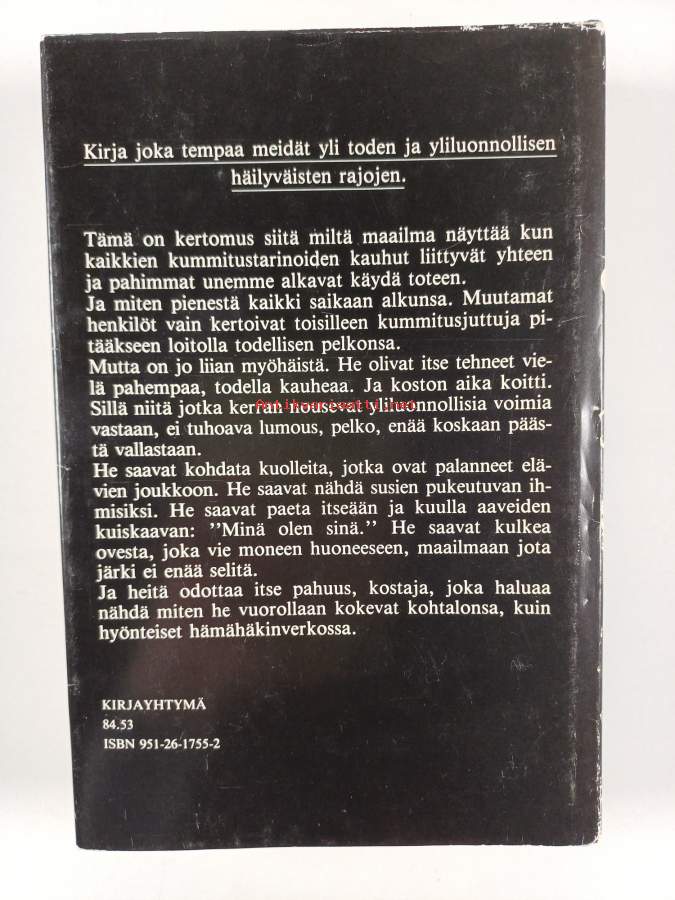 Kirja joka tempaa meidät yli toden ja yliluonnollisen
häilyväisten rajojen.
Tämä on kertomus siitä miltä maailma näyttää kun
kaikkien kummitustarinoiden kauhut liittyvät yhteen
ja pahimmat unemme alkavat käydä toteen.
Ja miten pienestä kaikki saikaan alkunsa. Muutamat
henkilöt vain kertoivat toisilleen kummitusjuttuja pi-
tääkseen loitolla todellisen pelkonsa.
Mutta on jo liian myöhäistä. He olivat itse tehneet vie-
lä pahempaa, todella kauheaa. Ja koston aika koitti.
Sillä niitä jotka kerran nousevat yliluonnollisia voimia
Antikvariaatti.net
vastaan, ei tuhoava lumous, pelko, enää koskaan pääs-
tä vallastaan.
He saavat kohdata kuolleita, jotka ovat palanneet elä-
vien joukkoon. He saavat nähdä susien pukeutuvan ih-
misiksi. He saavat paeta itseään ja kuulla aaveiden
kuiskaavan: ''Minä olen sinä.'' He saavat kulkea
ovesta, joka vie moneen huoneeseen, maailmaan jota
järki ei enää selitä.
Ja heitä odottaa itse pahuus, kostaja, joka haluaa
nähdä miten he vuorollaan kokevat kohtalonsa, kuin
hyönteiset hämähäkinverkossa.
KIRJAYHTYMÄ
84.53
ISBN 951-26-1755-2